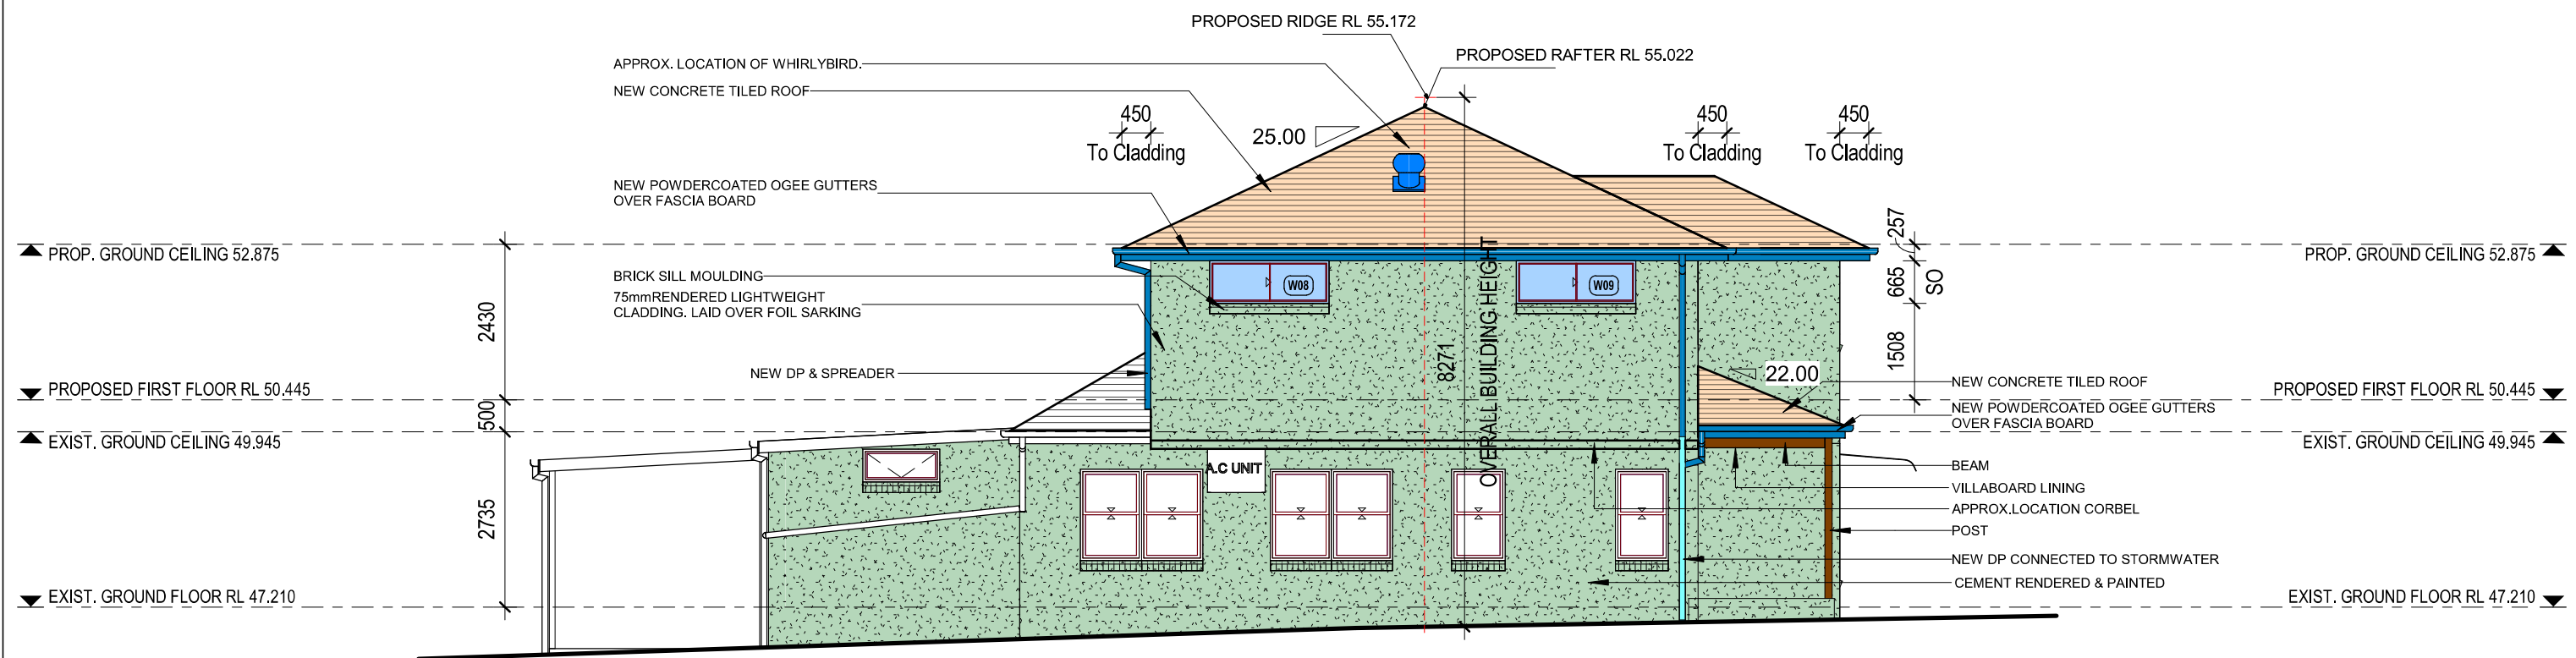 PROPOSED RIDGE RL 55.172
PROPOSED RAFTER RL 55.022
APPROX. LOCATION OF WHIRLYBIRD.
NEW CONCRETE TILED ROOF
450
To Cladding
25.00
450
To Cladding
450
To Cladding
NEW POWDERCOATED OGEE GUTTERS
OVER FASCIA BOARD
257
PROP. GROUND CEILING 52.875
PROP. GROUND CEILING 52.875
BRICK SILL MOULDING
W08
W09
665
SO
75mmRENDERED LIGHTWEIGHT
CLADDING. LAID OVER FOIL SARKING
2430
8271
OVERALL BUILDING HEIGHT
1508
NEW DP & SPREADER
22.00
NEW CONCRETE TILED ROOF
PROPOSED FIRST FLOOR RL 50.445
PROPOSED FIRST FLOOR RL 50.445
500
NEW POWDERCOATED OGEE GUTTERS
OVER FASCIA BOARD
EXIST. GROUND CEILING 49.945
EXIST. GROUND CEILING 49.945
A.C UNIT
BEAM
VILLABOARD LINING
2735
APPROX.LOCATION CORBEL
POST
NEW DP CONNECTED TO STORMWATER
CEMENT RENDERED & PAINTED
EXIST. GROUND FLOOR RL 47.210
EXIST. GROUND FLOOR RL 47.210